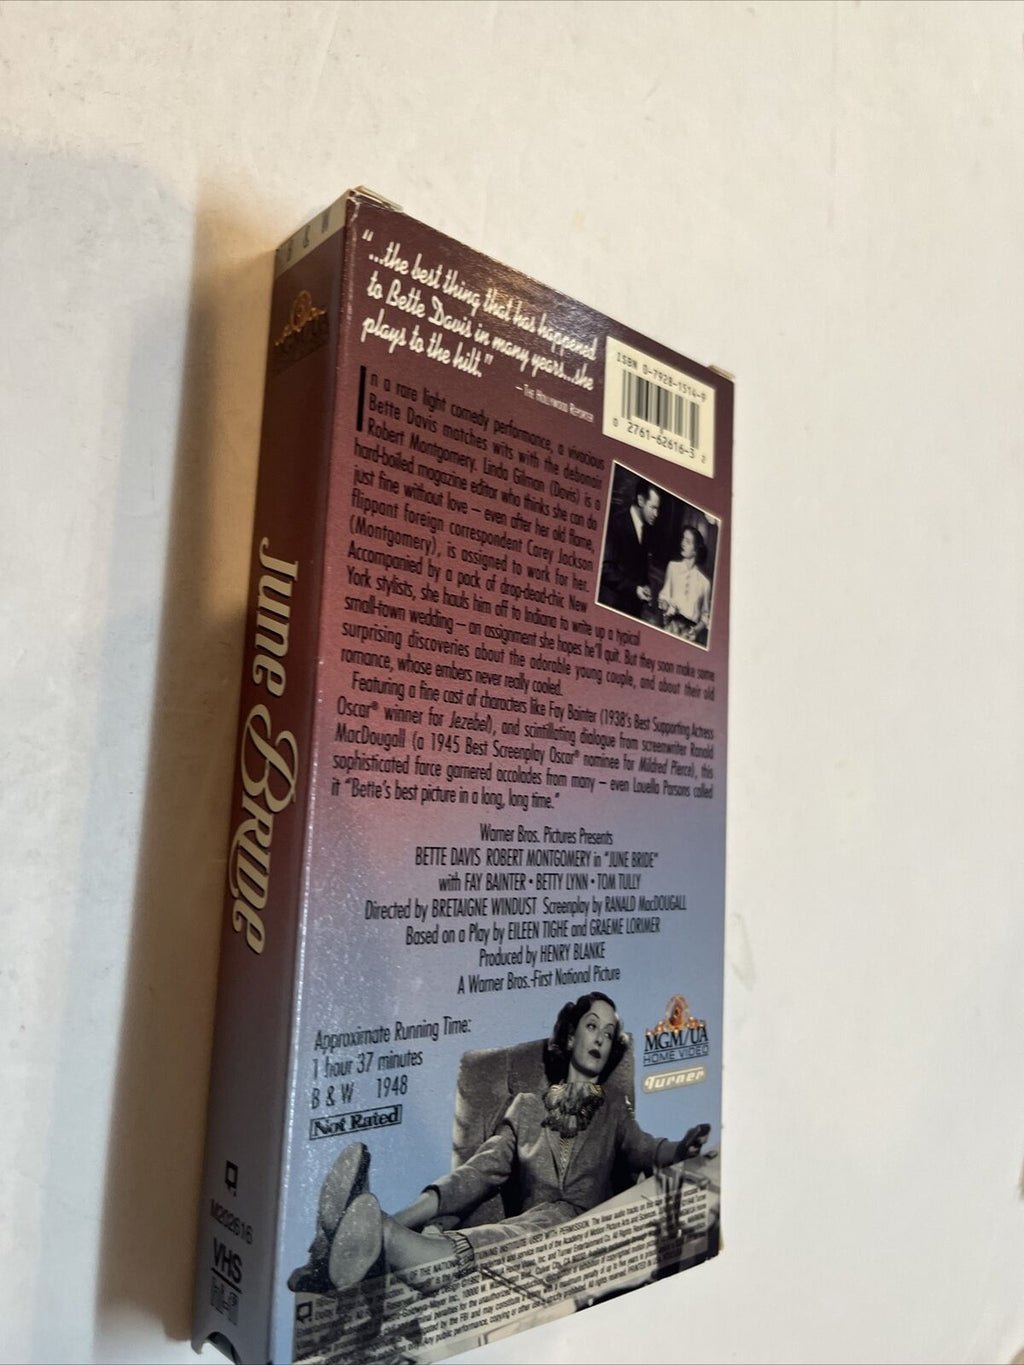 B & W
June BRIDE
M202616
VHS
"...the best thing that has happened
to Bette Davis in many years...she
plays to the hilt."
—THE HOLLYWOOD REPORTER
ISBN 0-7928-1514-9
0 2761-62616-3 2
In a rare light comedy performance, a vivacious
Bette Davis matches wits with the debonair
Robert Montgomery. Linda Gilman (Davis) is a
hard-boiled magazine editor who thinks she can do
just fine without love — even after her old flame,
flippant foreign correspondent Carey Jackson
(Montgomery), is assigned to work for her.
Accompanied by a pack of drop-dead-chic New
York stylists, she hauls him off to Indiana to write up a typical
small-town wedding — an assignment she hopes he'll quit. But they soon make some
surprising discoveries about the adorable young couple, and about their old
romance, whose embers never really cooled.
Featuring a fine cast of characters like Fay Bainter (1938's Best Supporting Actress
Oscar® winner for Jezebel), and scintillating dialogue from screenwriter Ranald
MacDougall (a 1945 Best Screenplay Oscar® nominee for Mildred Pierce), this
sophisticated farce garnered accolades from many — even Louella Parsons called
it "Bette's best picture in a long, long time."
Warner Bros. Pictures Presents
BETTE DAVIS ROBERT MONTGOMERY in "JUNE BRIDE"
with FAY BAINTER • BETTY LYNN • TOM TULLY
Directed by BRETAIGNE WINDUST Screenplay by RANALD MacDOUGALL
Based on a Play by EILEEN TIGHE and GRAEME LORIMER
Produced by HENRY BLANKE
A Warner Bros.-First National Picture
Approximate Running Time:
1 hour 37 minutes
B & W 1948
Not Rated
MGM/UA
HOME VIDEO
Turner